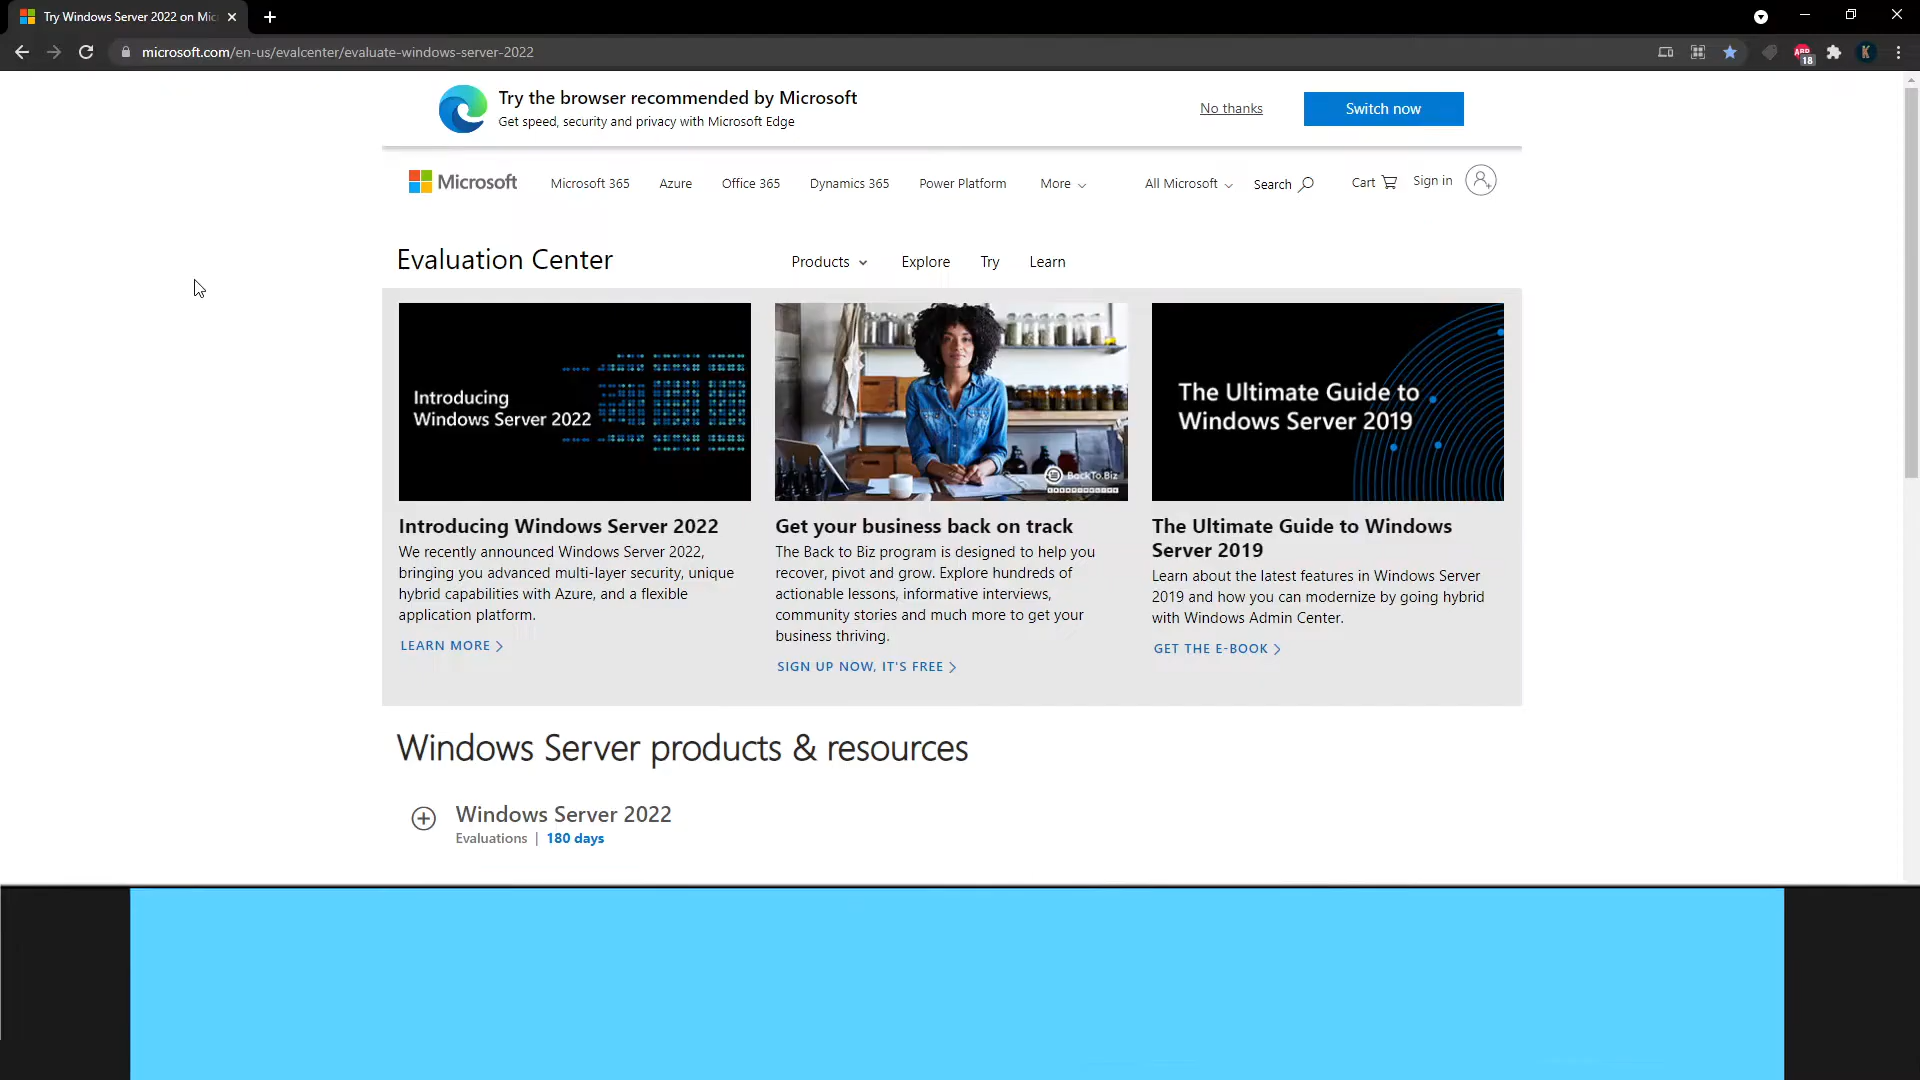 Try Windows Server 2022 on Mic
microsoft.com/en-us/evalcenter/evaluate-windows-server-2022
ABP
18
K
Try the browser recommended by Microsoft
Get speed, security and privacy with Microsoft Edge
No thanks
Switch now
Microsoft
Microsoft 365
Azure
Office 365
Dynamics 365
Power Platform
More
All Microsoft
Search
Cart
Sign in
Evaluation Center
Products
Explore
Try
Learn
Introducing
Windows Server 2022
BackTo.Biz
The Ultimate Guide to
Windows Server 2019
Introducing Windows Server 2022
We recently announced Windows Server 2022,
bringing you advanced multi-layer security, unique
hybrid capabilities with Azure, and a flexible
application platform.
LEARN MORE
Get your business back on track
The Back to Biz program is designed to help you
recover, pivot and grow. Explore hundreds of
actionable lessons, informative interviews,
community stories and much more to get your
business thriving.
SIGN UP NOW, IT'S FREE
The Ultimate Guide to Windows
Server 2019
Learn about the latest features in Windows Server
2019 and how you can modernize by going hybrid
with Windows Admin Center.
GET THE E-BOOK
Windows Server products & resources
Windows Server 2022
Evaluations | 180 days